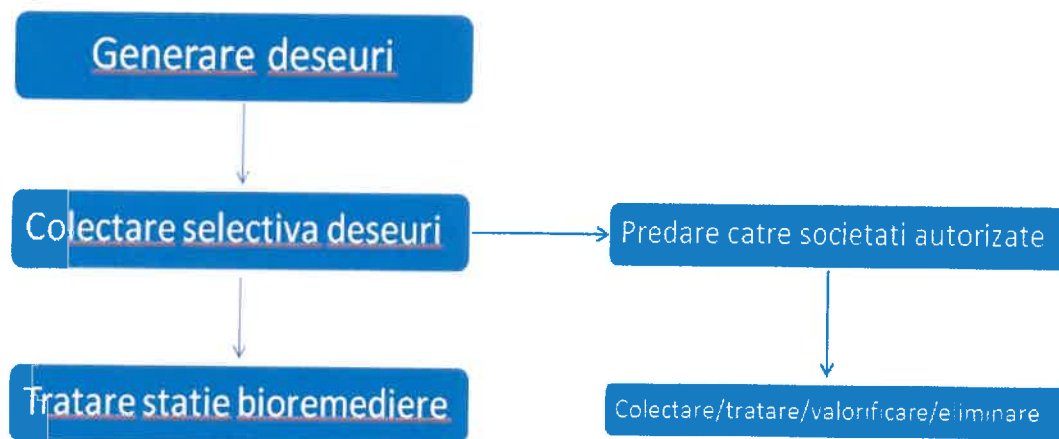 Generare deseuri
Colectare selectiva deseuri
Predare catre societati autorizate
Tratare statie bioremediere
Colectare/tratare/valorificare/eliminare